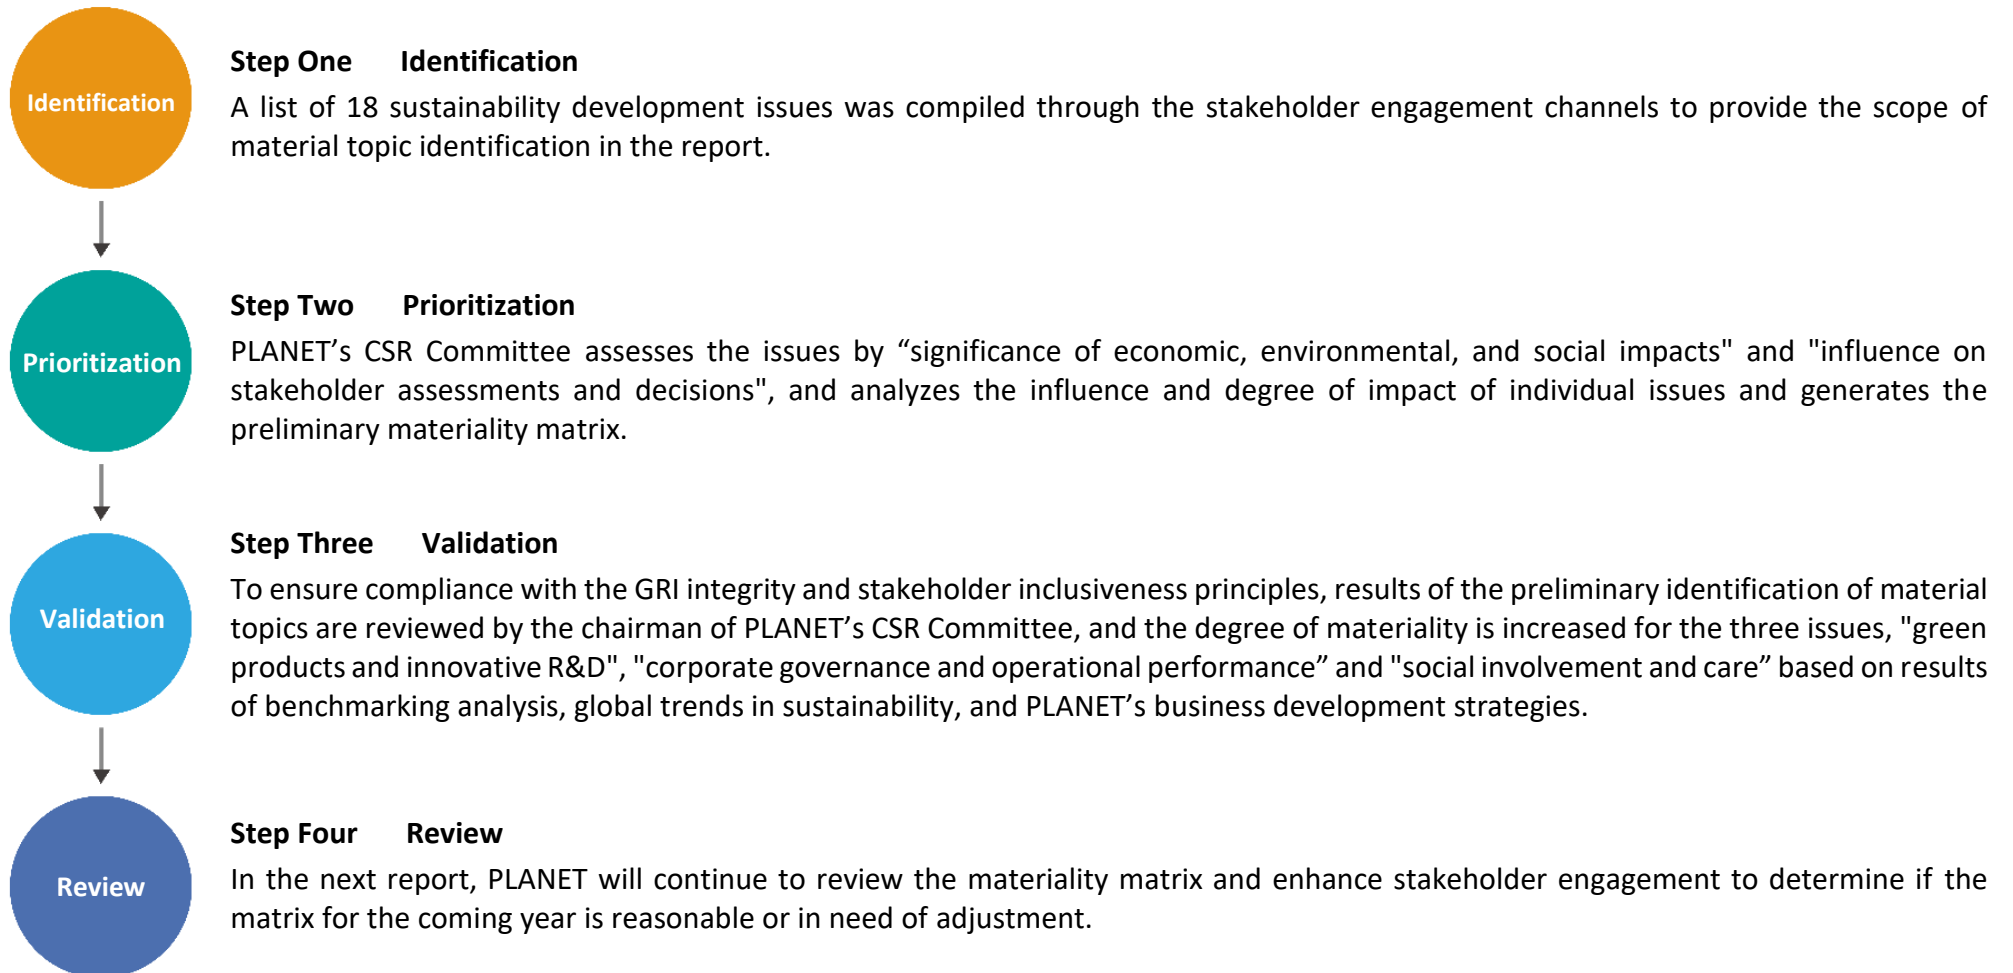 Identification
Step One Identification
A list of 18 sustainability development issues was compiled through the stakeholder engagement channels to provide the scope of
material topic identification in the report.
Prioritization
Step Two Prioritization
PLANET’s CSR Committee assesses the issues by “significance of economic, environmental, and social impacts" and "influence on
stakeholder assessments and decisions", and analyzes the influence and degree of impact of individual issues and generates the
preliminary materiality matrix.
Validation
Step Three Validation
To ensure compliance with the GRI integrity and stakeholder inclusiveness principles, results of the preliminary identification of material
topics are reviewed by the chairman of PLANET’s CSR Committee, and the degree of materiality is increased for the three issues, "green
products and innovative R&D", "corporate governance and operational performance” and "social involvement and care” based on results
of benchmarking analysis, global trends in sustainability, and PLANET’s business development strategies.
Review
Step Four Review
In the next report, PLANET will continue to review the materiality matrix and enhance stakeholder engagement to determine if the
matrix for the coming year is reasonable or in need of adjustment.